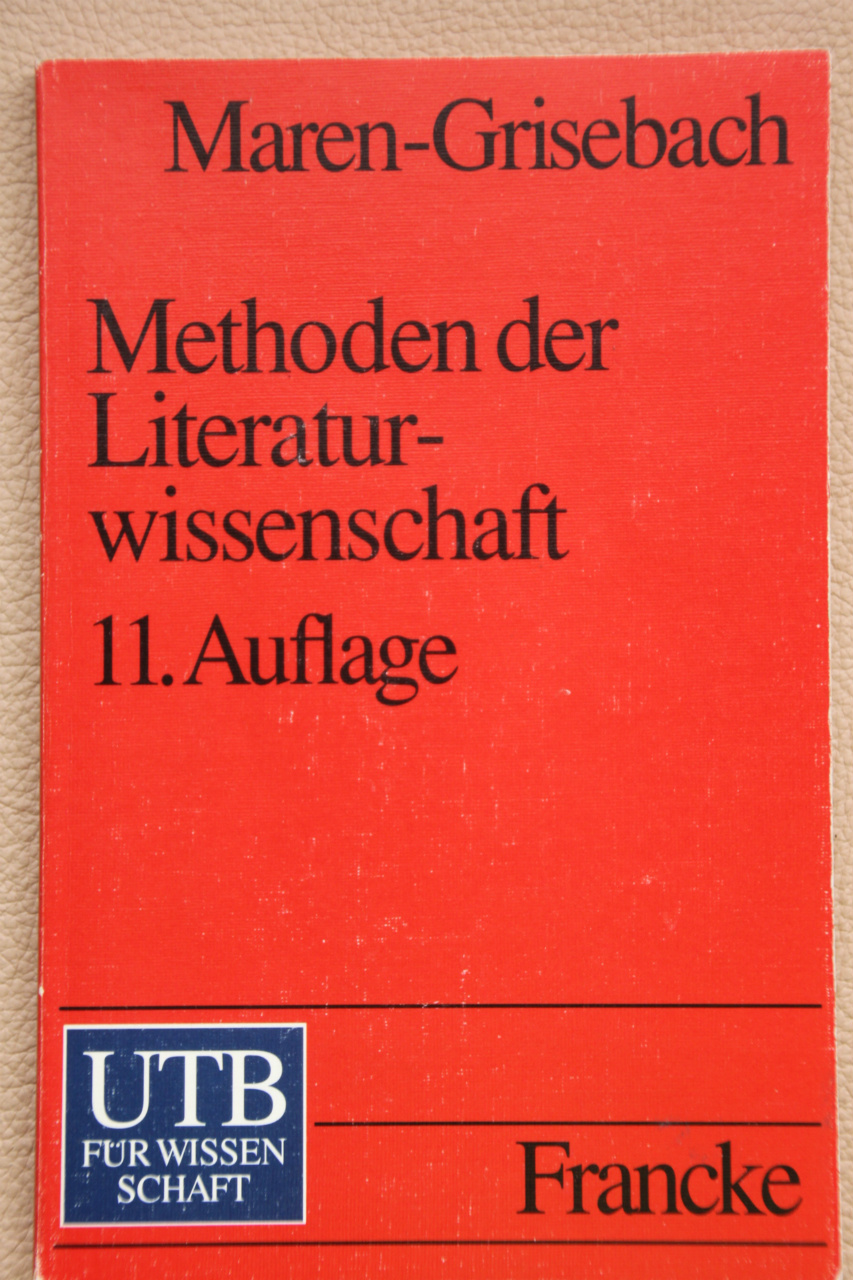 Maren-Grisebach
Methoden der
Literatur-
wissenschaft
11. Auflage
UTB
FÜR WISSEN
SCHAFT
Francke